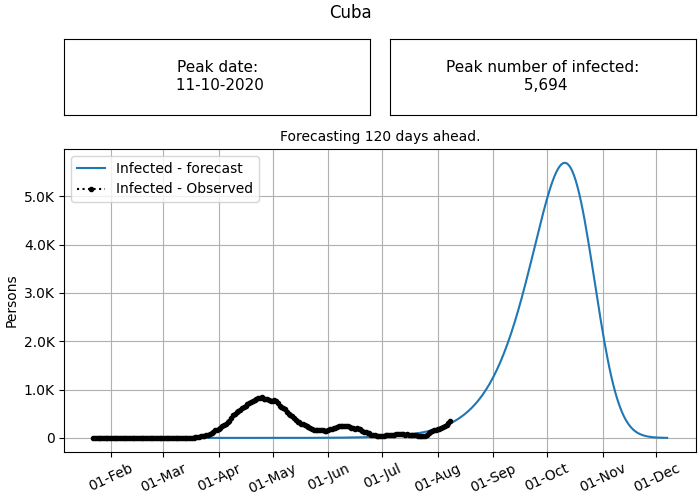 Cuba
Peak date:
11-10-2020
Peak number of infected:
5,694
Forecasting 120 days ahead.
Infected - forecast
Infected - Observed
Persons
5.0K
4.0K
3.0K
2.0K
1.0K
0
01-Feb
01-Mar
01-Apr
01-May
01-Jun
01-Jul
01-Aug
01-Sep
01-Oct
01-Nov
01-Dec